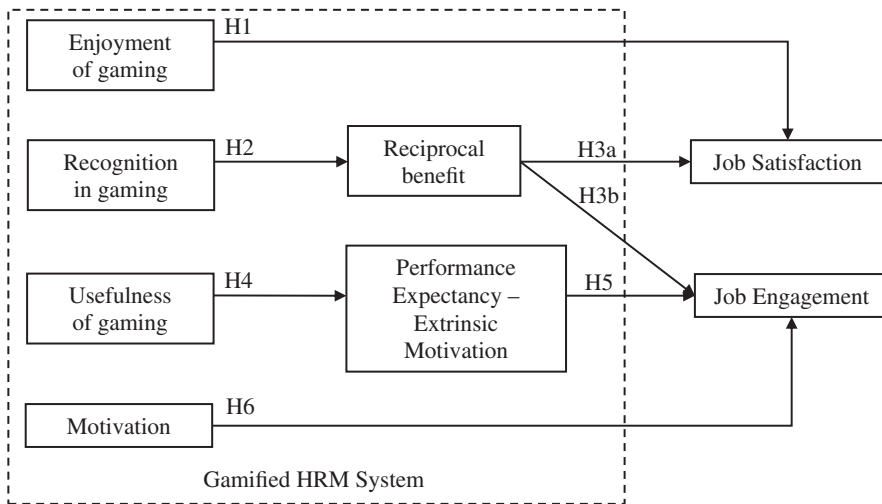 Enjoyment
of gaming
H1
Recognition
in gaming
H2
Reciprocal
benefit
H3a
Job Satisfaction
H3b
Usefulness
of gaming
H4
Performance
Expectancy –
Extrinsic
Motivation
H5
Job Engagement
Motivation
H6
Gamified HRM System